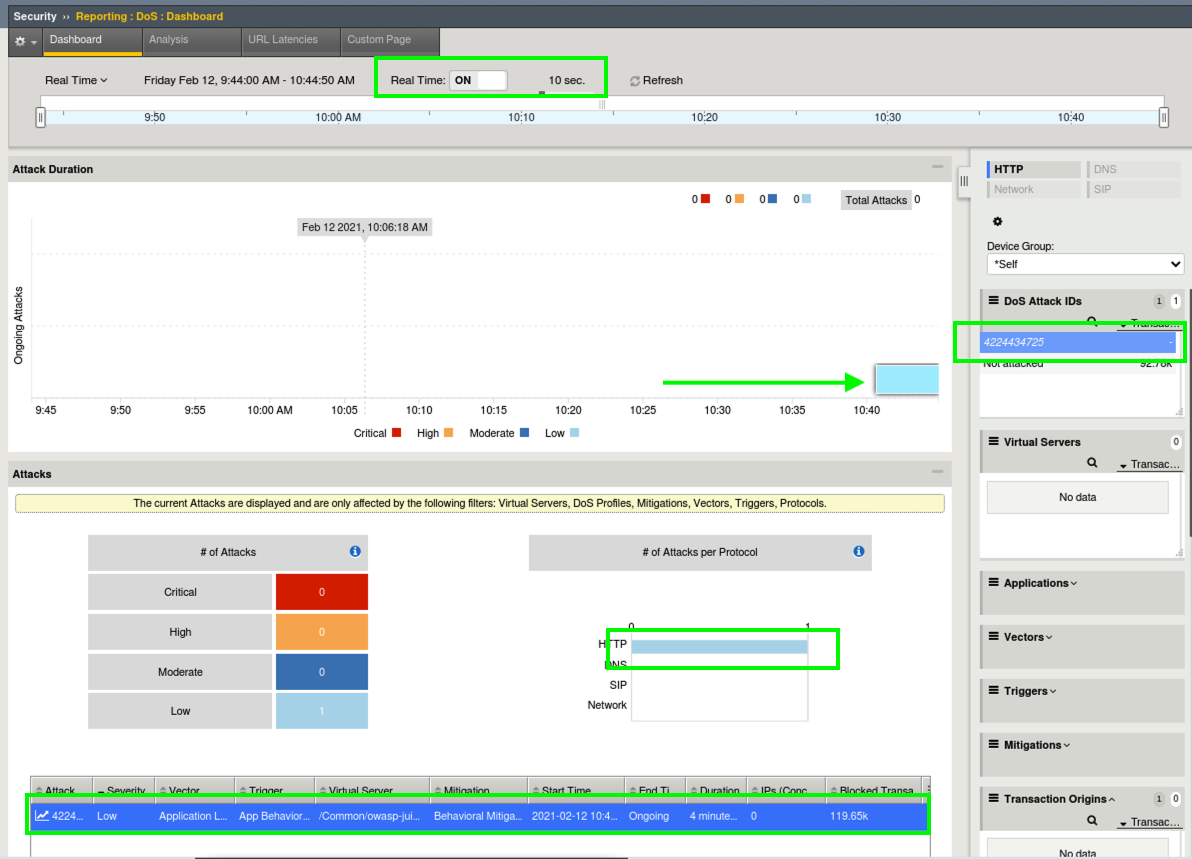 Security ›› Reporting : DoS : Dashboard
Dashboard Analysis URL Latencies Custom Page
Real Time Friday Feb 12, 9:44:00 AM - 10:44:50 AM Real Time: ON 10 sec. Refresh
9:50 10:00 AM 10:10 10:20 10:30 10:40
Attack Duration
0 0 0 0 Total Attacks 0
Feb 12 2021, 10:06:18 AM
Ongoing Attacks
9:45 9:50 9:55 10:00 AM 10:05 10:10 10:15 10:20 10:25 10:30 10:35 10:40
Critical High Moderate Low
Attacks
The current Attacks are displayed and are only affected by the following filters: Virtual Servers, DoS Profiles, Mitigations, Vectors, Triggers, Protocols.
# of Attacks
Critical 0
High 0
Moderate 0
Low 1
# of Attacks per Protocol
0 1
HTTP
DNS
SIP
Network
Attack Severity Vector Trigger Virtual Server Mitigation Start Time End Ti Duration IPs (Conc Blocked Transa
4224... Low Application L... App Behavior... /Common/owasp-jui... Behavioral Mitiga... 2021-02-12 10:4... Ongoing 4 minute... 0 119.65k
HTTP DNS
Network SIP
Device Group:
*Self
DoS Attack IDs 1 1
Transac...
4224434725 -
Not attacked 92.78k
Virtual Servers 0
Transac...
No data
Applications
Vectors
Triggers
Mitigations
Transaction Origins 1 0
Transac...
No data